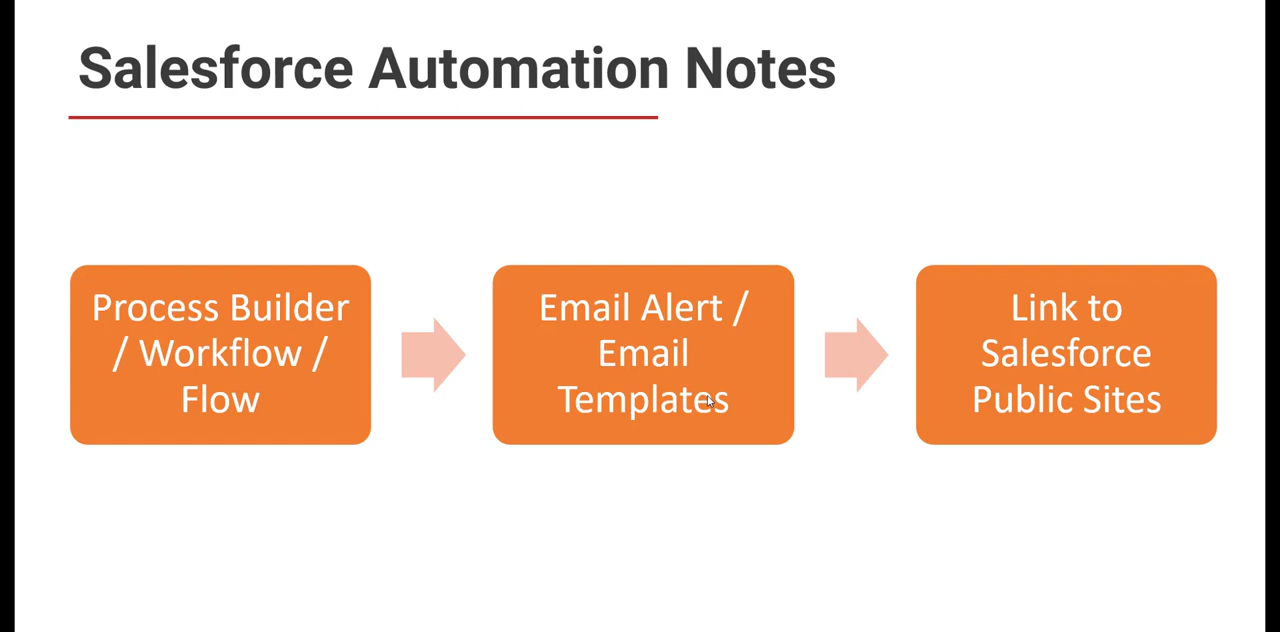 Salesforce Automation Notes
Process Builder
/ Workflow /
Flow
Email Alert /
Email
Templates
Link to
Salesforce
Public Sites